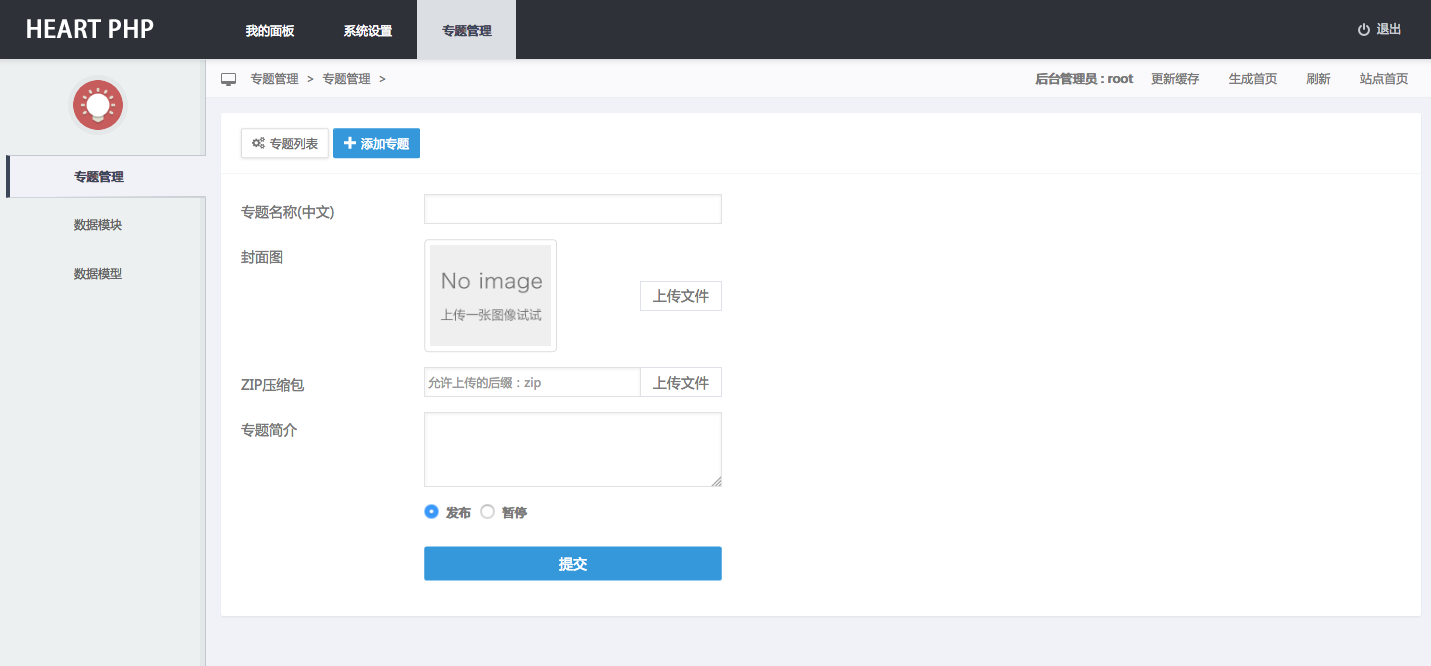 HEART PHP 我的面板 系统设置 专题管理 退出
专题管理 > 专题管理 > 后台管理员 : root 更新缓存 生成首页 刷新 站点首页
专题管理
数据模块
数据模型
专题列表 添加专题
专题名称(中文)
封面图
No image
上传一张图像试试
上传文件
ZIP压缩包 允许上传的后缀：zip 上传文件
专题简介
发布 暂停
提交